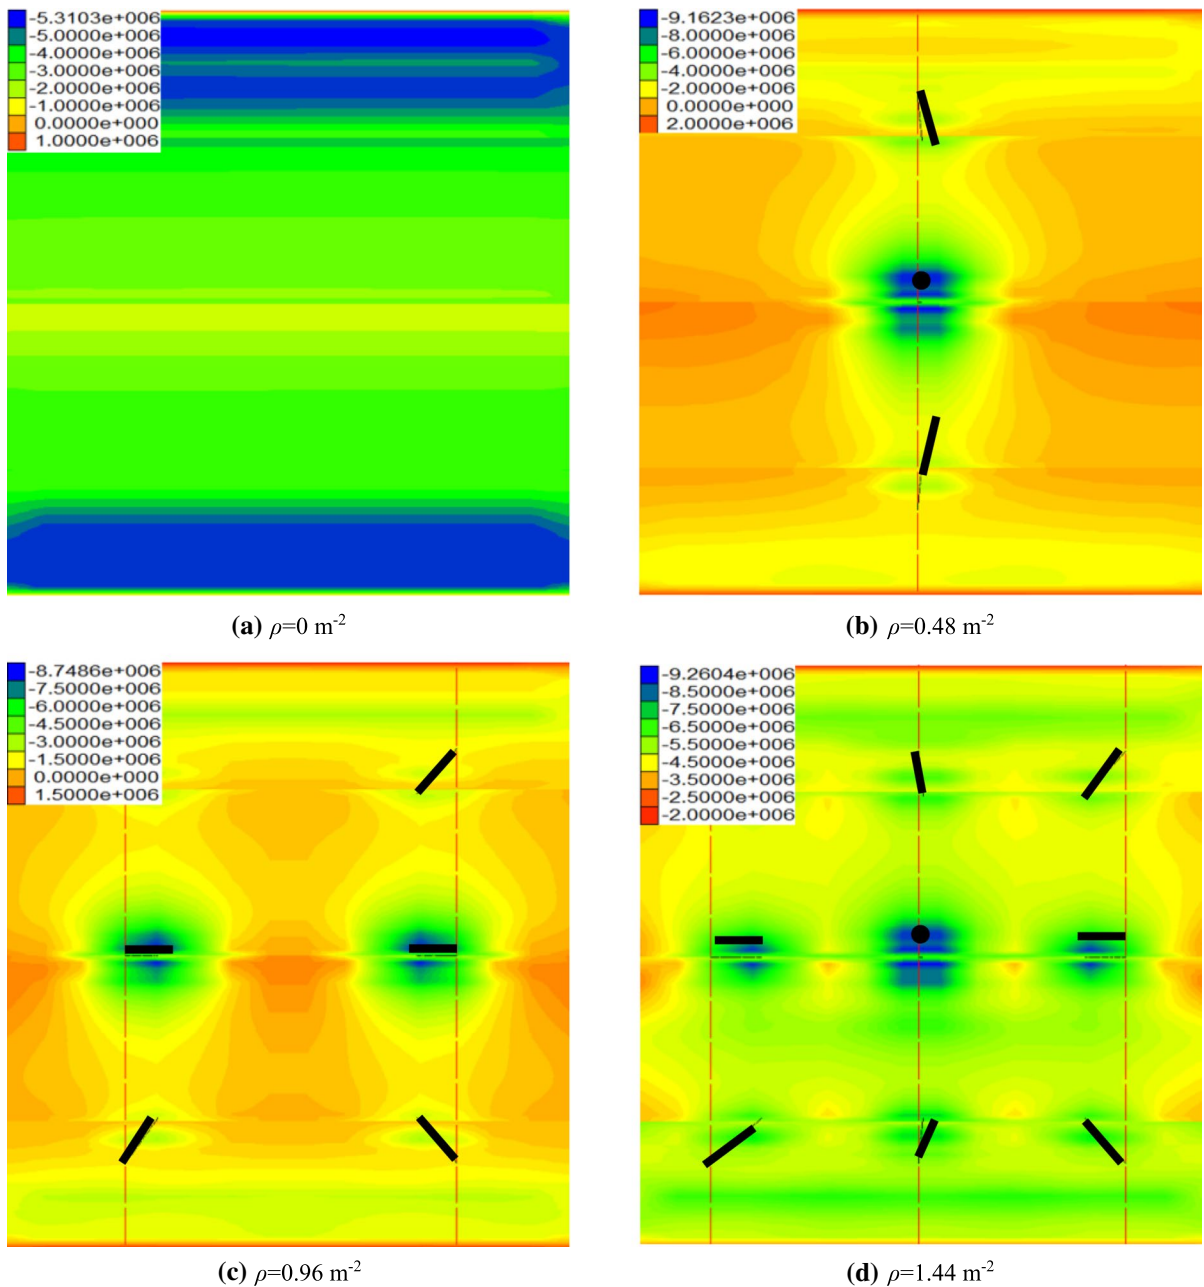 -5.3103e+006
-5.0000e+006
-4.0000e+006
-3.0000e+006
-2.0000e+006
-1.0000e+006
0.0000e+000
1.0000e+006
(a) ρ=0 m-2
-9.1623e+006
-8.0000e+006
-6.0000e+006
-4.0000e+006
-2.0000e+006
0.0000e+000
2.0000e+006
(b) ρ=0.48 m-2
-8.7486e+006
-7.5000e+006
-6.0000e+006
-4.5000e+006
-3.0000e+006
-1.5000e+006
0.0000e+000
1.5000e+006
(c) ρ=0.96 m-2
-9.2604e+006
-8.5000e+006
-7.5000e+006
-6.5000e+006
-5.5000e+006
-4.5000e+006
-3.5000e+006
-2.5000e+006
-2.0000e+006
(d) ρ=1.44 m-2